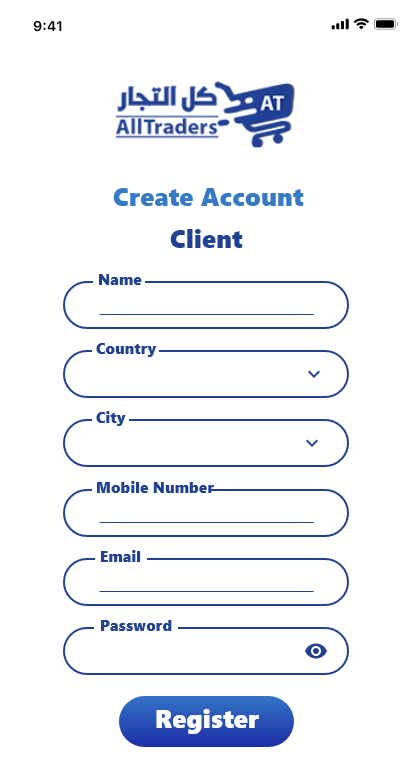 9:41
كل التجار
AT
AllTraders
Create Account
Client
Name
Country
City
Mobile Number
Email
Password
Register